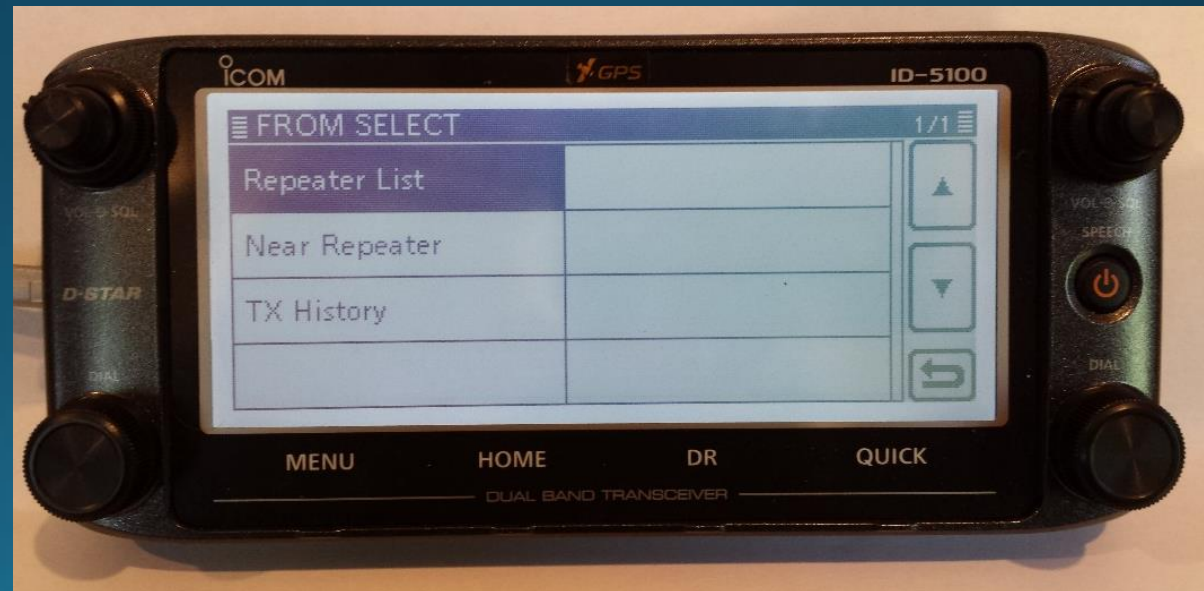 ICOM
GPS
ID-5100
FROM SELECT
1/1
Repeater List
Near Repeater
TX History
VOL-Ð-SQL
D-STAR
DIAL
VOL-Ð-SQL
SPEECH
DIAL
MENU
HOME
DR
QUICK
DUAL BAND TRANSCEIVER